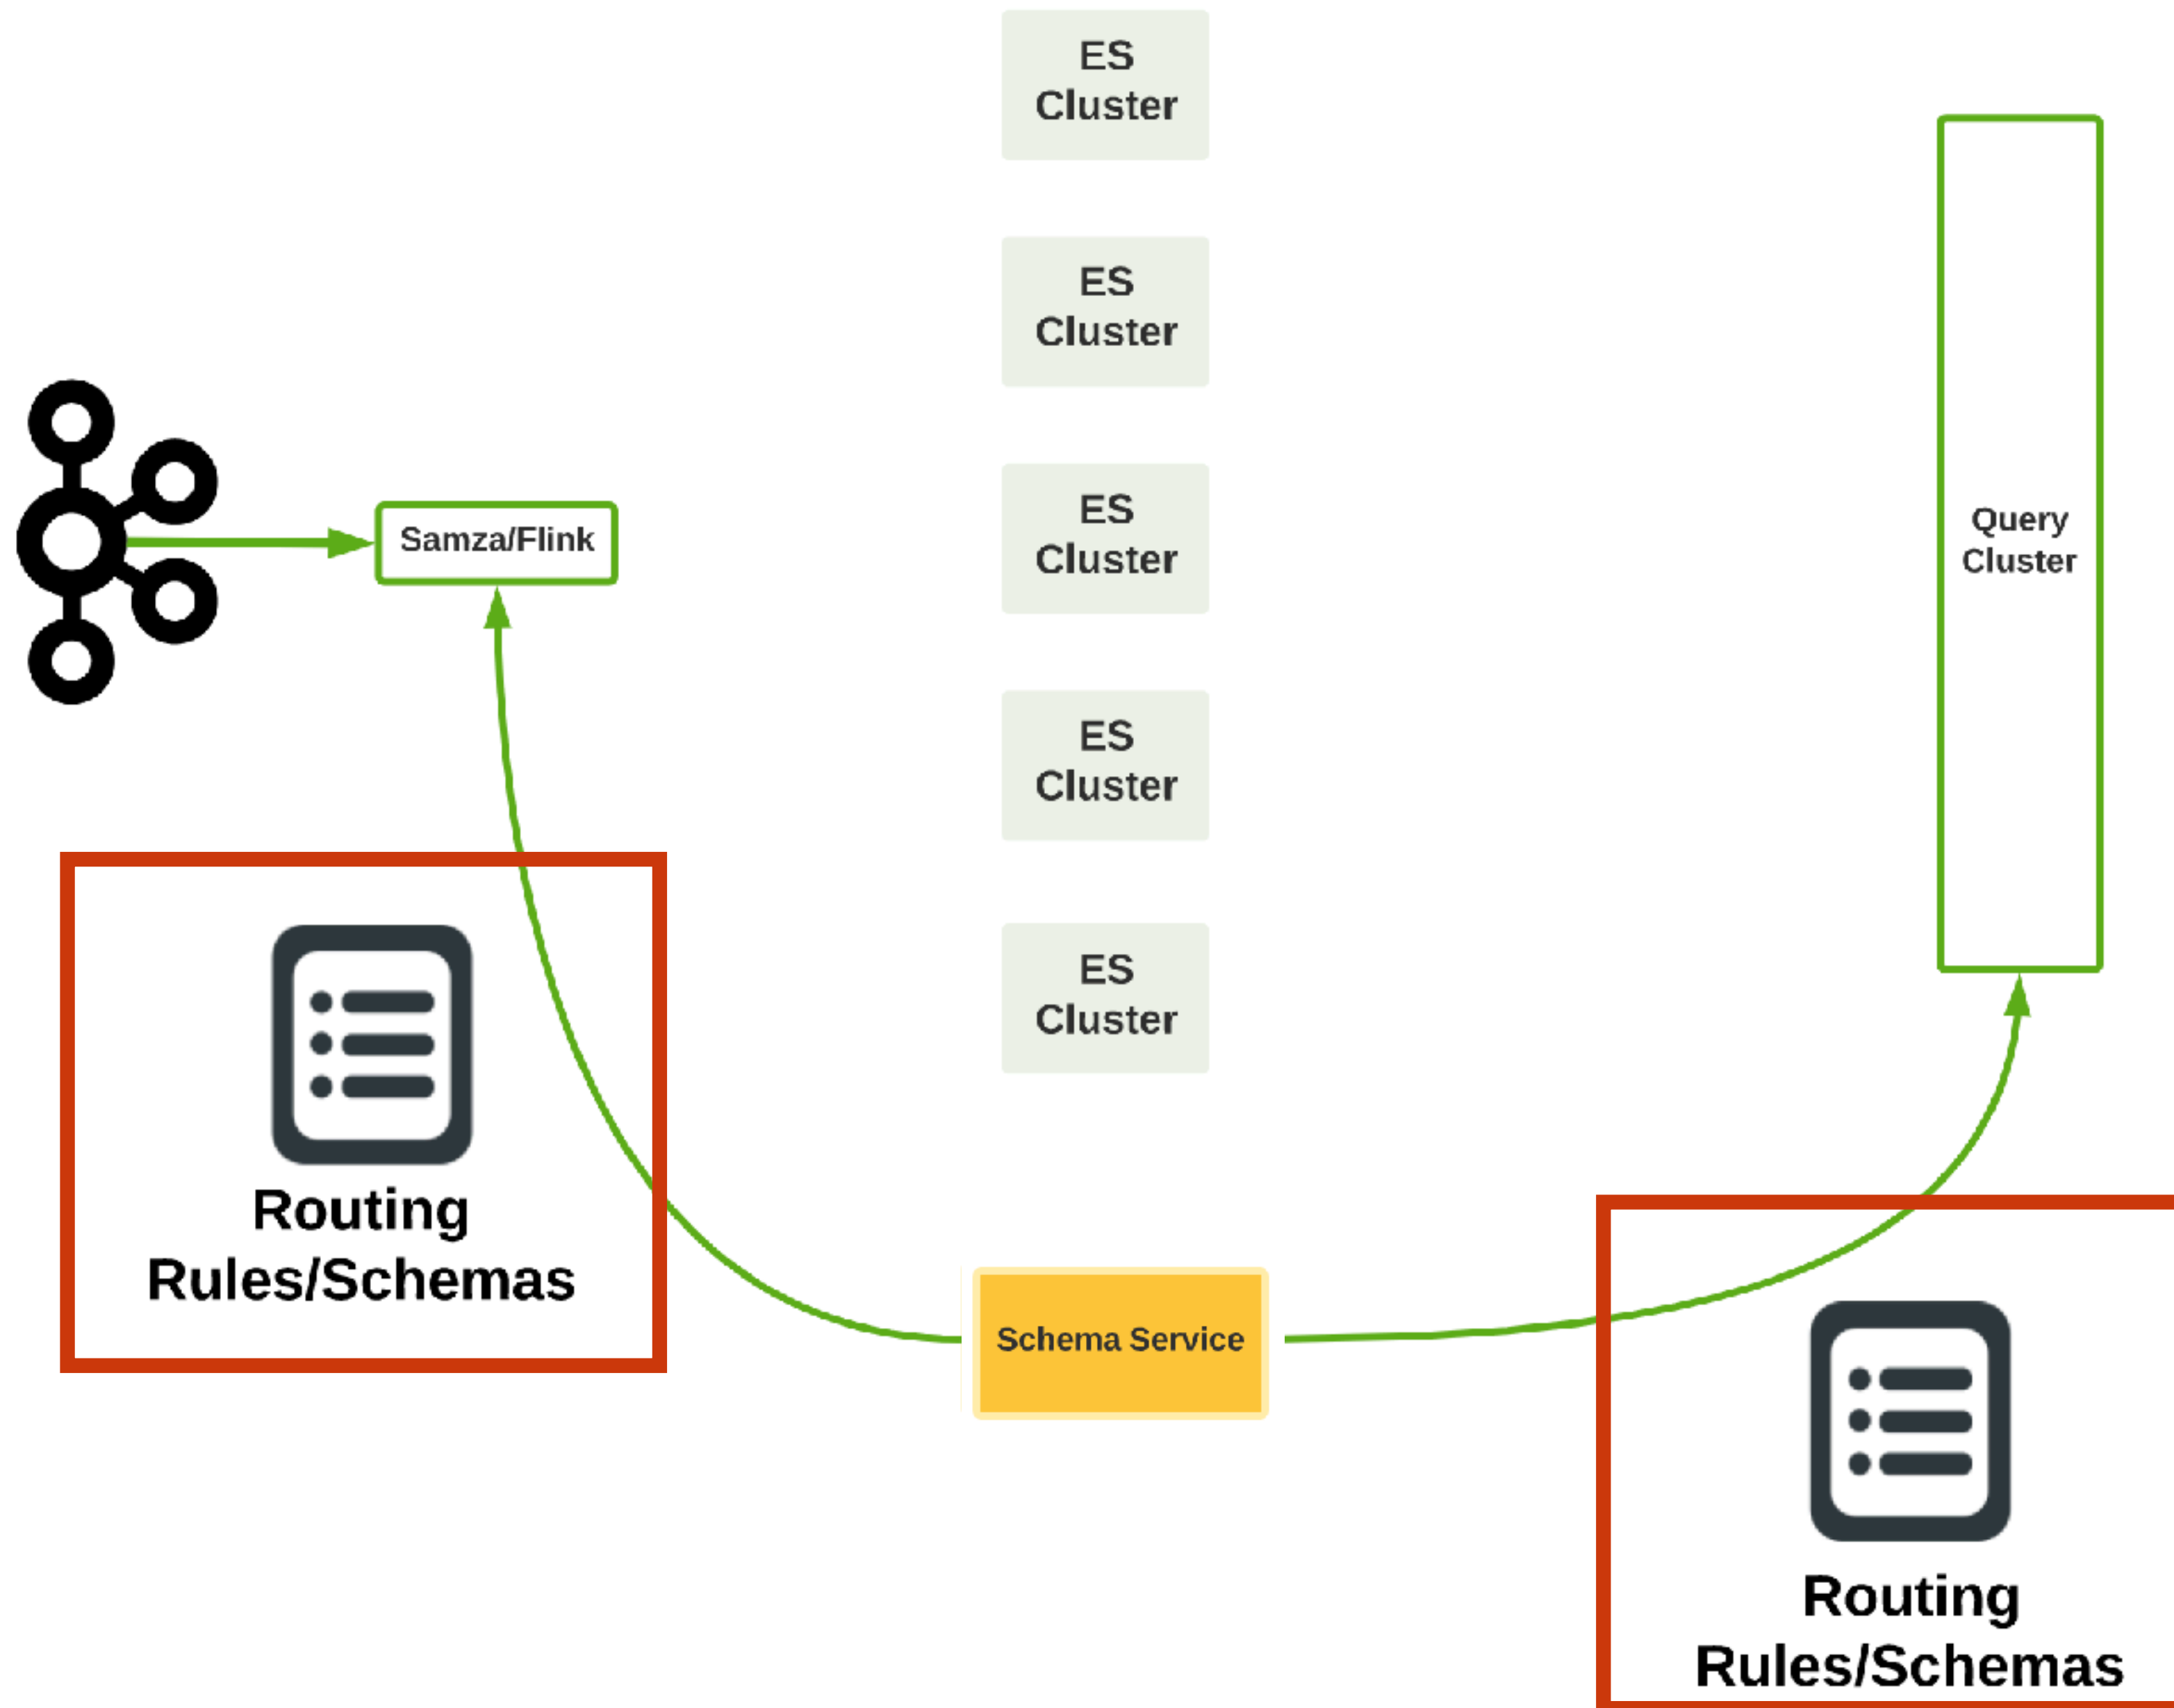 ES
Cluster
ES
Cluster
ES
Cluster
Samza/Flink
Query
Cluster
ES
Cluster
ES
Cluster
Routing
Rules/Schemas
Schema Service
Routing
Rules/Schemas